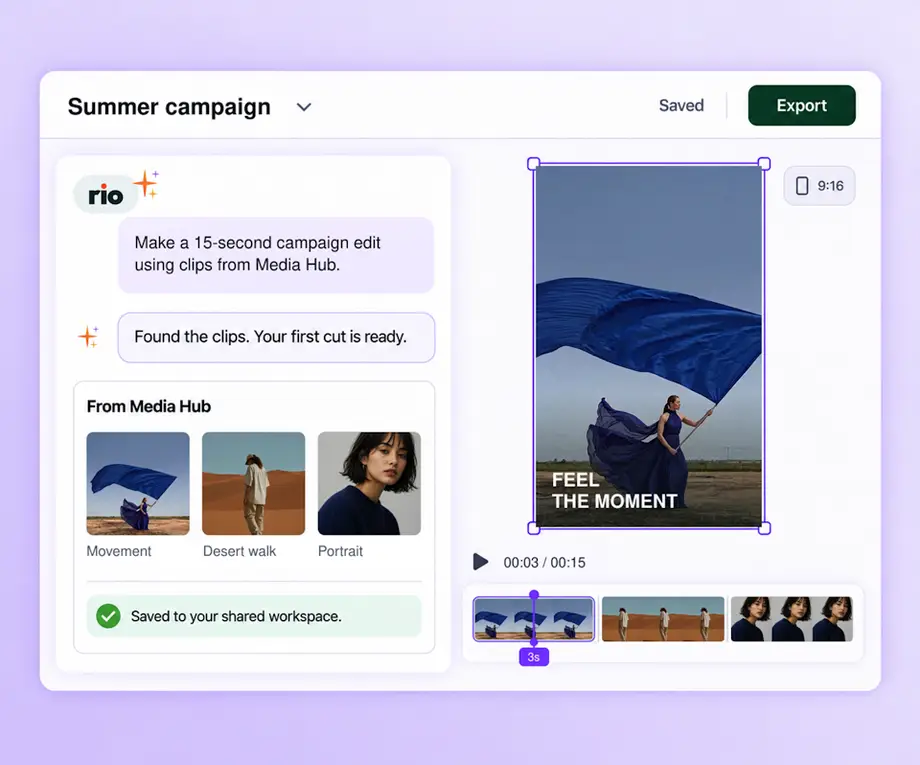 Summer campaign
Saved
Export
rio
Make a 15-second campaign edit
using clips from Media Hub.
Found the clips. Your first cut is ready.
From Media Hub
Movement
Desert walk
Portrait
Saved to your shared workspace.
9:16
FEEL
THE MOMENT
00:03 / 00:15
3s